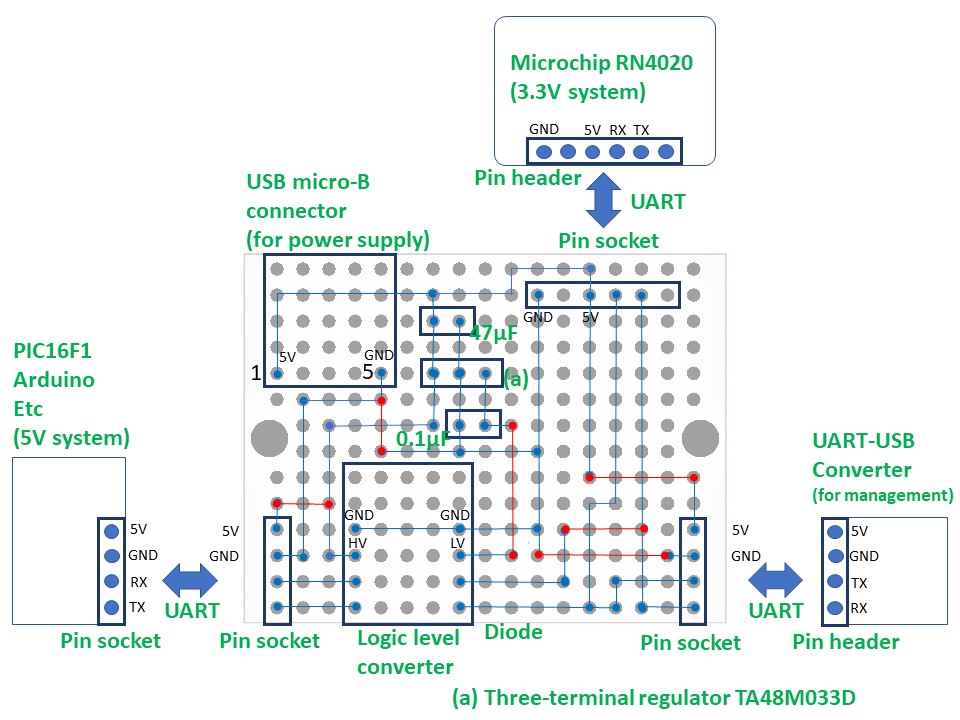 Microchip RN4020
(3.3V system)
GND 5V RX TX
Pin header
UART
Pin socket
USB micro-B
connector
(for power supply)
GND 5V
47μF
5V
GND
1
5
(a)
0.1μF
PIC16F1
Arduino
Etc
(5V system)
5V
GND
RX
TX
Pin socket
UART
5V
GND
Pin socket
GND
GND
HV
LV
Logic level
converter
Diode
5V
GND
Pin socket
UART
UART-USB
Converter
(for management)
5V
GND
TX
RX
Pin header
(a) Three-terminal regulator TA48M033D